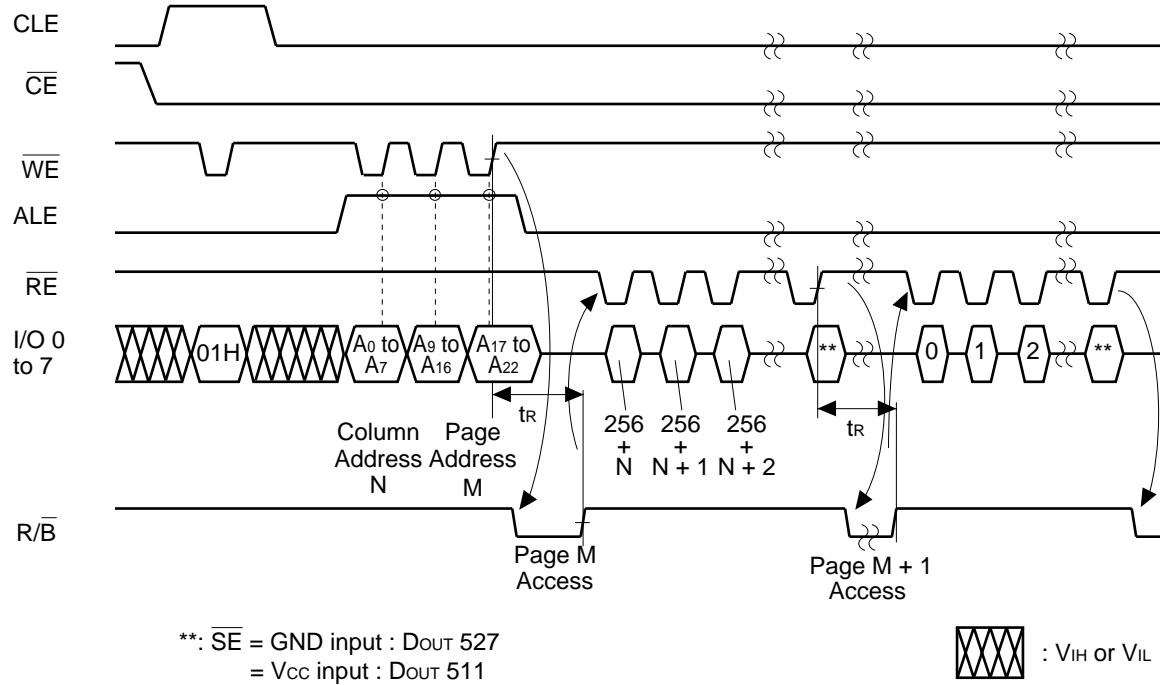 CLE
CE
WE
ALE
RE
I/O 0
to 7
01H
A0 to
A7
A9 to
A16
A17 to
A22
**
0
1
2
**
tR
tR
256
+
N
256
+
N + 1
256
+
N + 2
Column
Address
N
Page
Address
M
R/B
Page M
Access
Page M + 1
Access
**: SE = GND input : DOUT 527
= VCC input : DOUT 511
: VIH or VIL